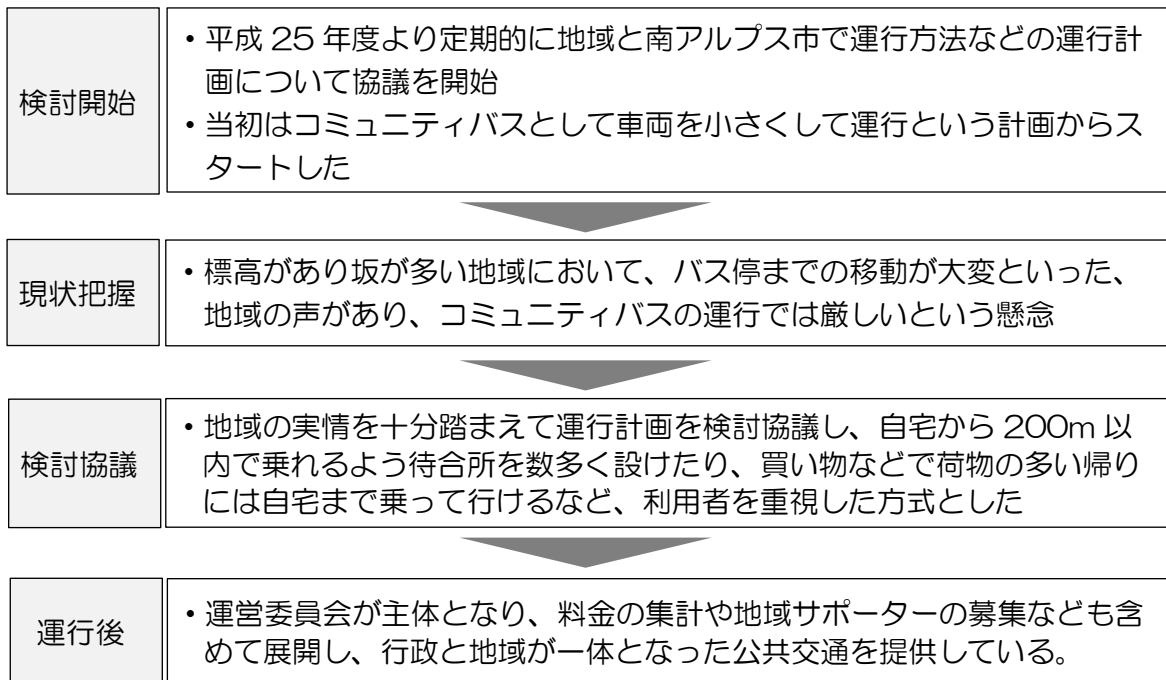 検討開始
・平成 25 年度より定期的に地域と南アルプス市で運行方法などの運行計
画について協議を開始
・当初はコミュニティバスとして車両を小さくして運行という計画からス
タートした
現状把握
・標高があり坂が多い地域において、バス停までの移動が大変といった、
地域の声があり、コミュニティバスの運行では厳しいという懸念
検討協議
・地域の実情を十分踏まえて運行計画を検討協議し、自宅から 200m 以
内で乗れるよう待合所を数多く設けたり、買い物などで荷物の多い帰り
には自宅まで乗って行けるなど、利用者を重視した方式とした
運行後
・運営委員会が主体となり、料金の集計や地域サポーターの募集なども含
めて展開し、行政と地域が一体となった公共交通を提供している。